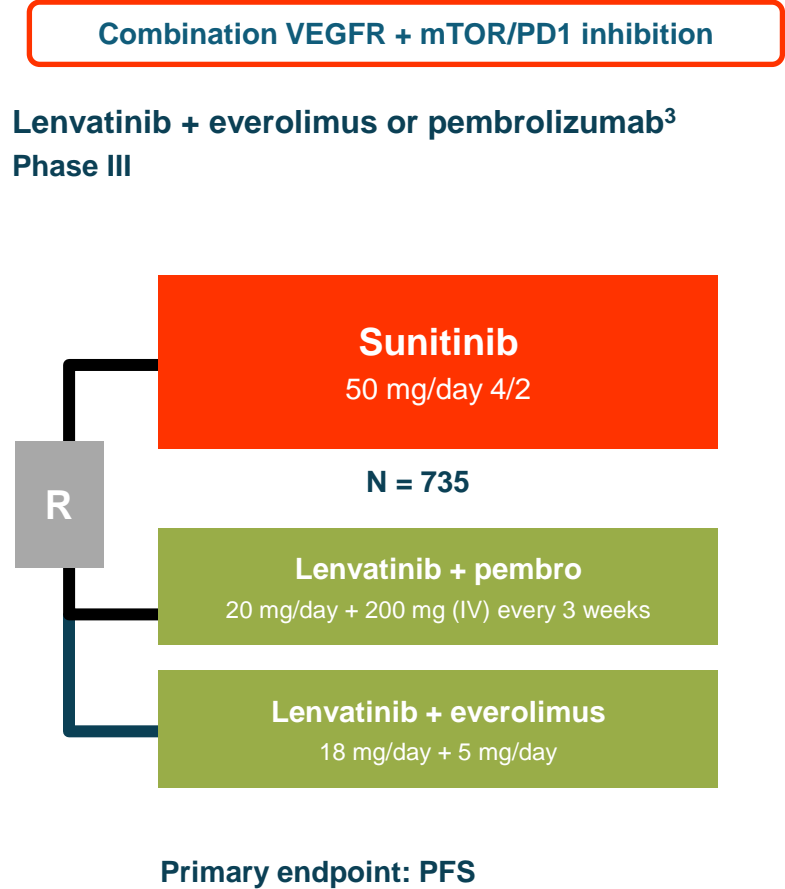 Combination VEGFR + mTOR/PD1 inhibition
Lenvatinib + everolimus or pembrolizumab³
Phase III
Sunitinib
50 mg/day 4/2
R
N = 735
Lenvatinib + pembro
20 mg/day + 200 mg (IV) every 3 weeks
Lenvatinib + everolimus
18 mg/day + 5 mg/day
Primary endpoint: PFS